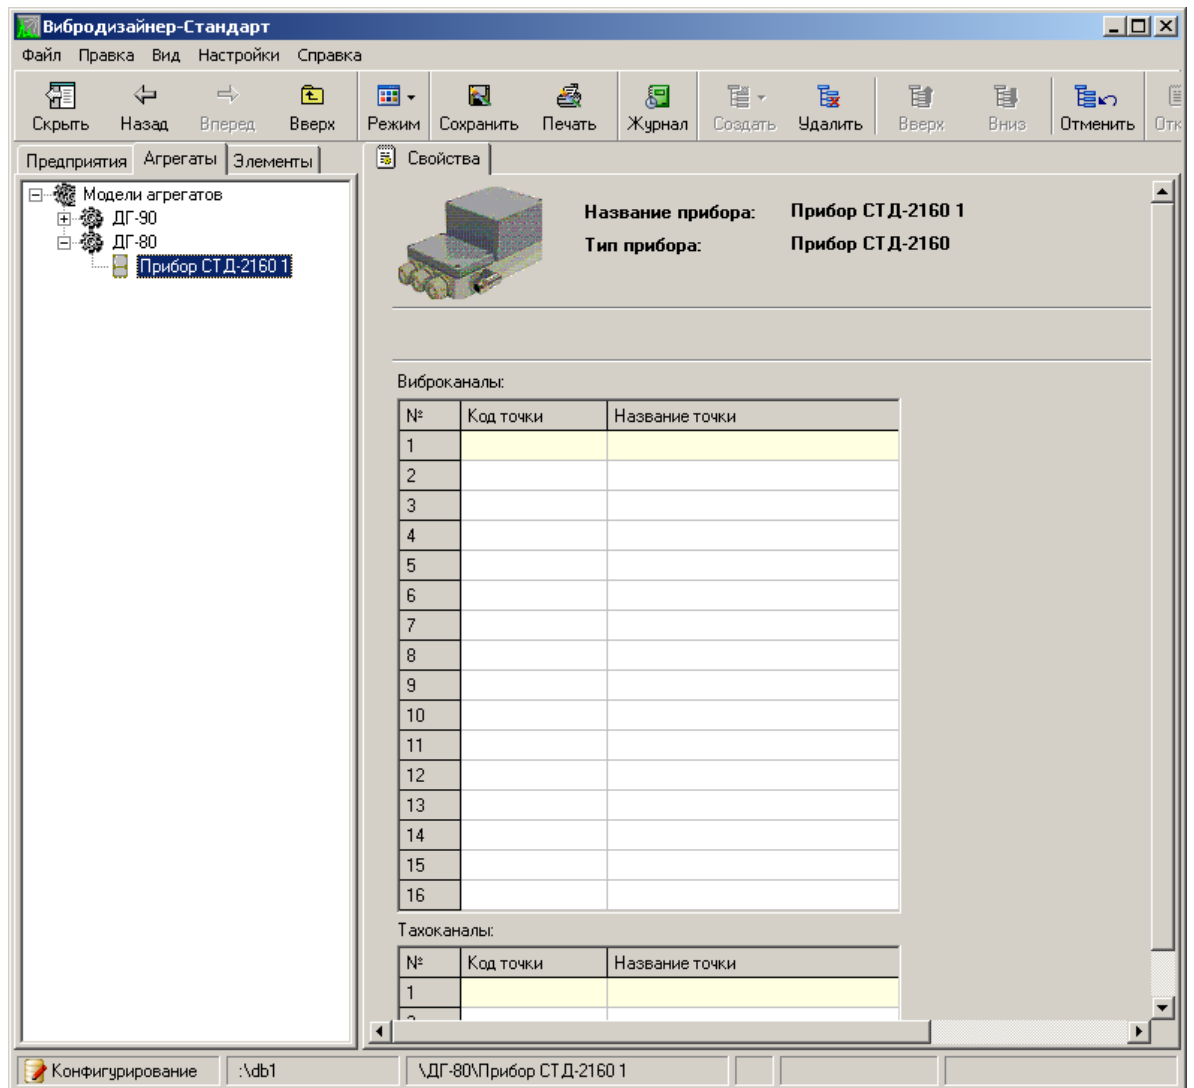 Вибродизайнер-Стандарт
Файл Правка Вид Настройки Справка
Скрыть Назад Вперед Вверх Режим Сохранить Печать Журнал Создать Удалить Вверх Вниз Отменить Отк
Предприятия Агрегаты Элементы Свойства
Модели агрегатов
ДГ-90
ДГ-80
Прибор СТД-2160 1
Название прибора: Прибор СТД-2160 1
Тип прибора: Прибор СТД-2160
Виброканалы:
№ Код точки Название точки
1
2
3
4
5
6
7
8
9
10
11
12
13
14
15
16
Тахоканалы:
№ Код точки Название точки
1
Конфигурирование :\db1 \ДГ-80\Прибор СТД-2160 1